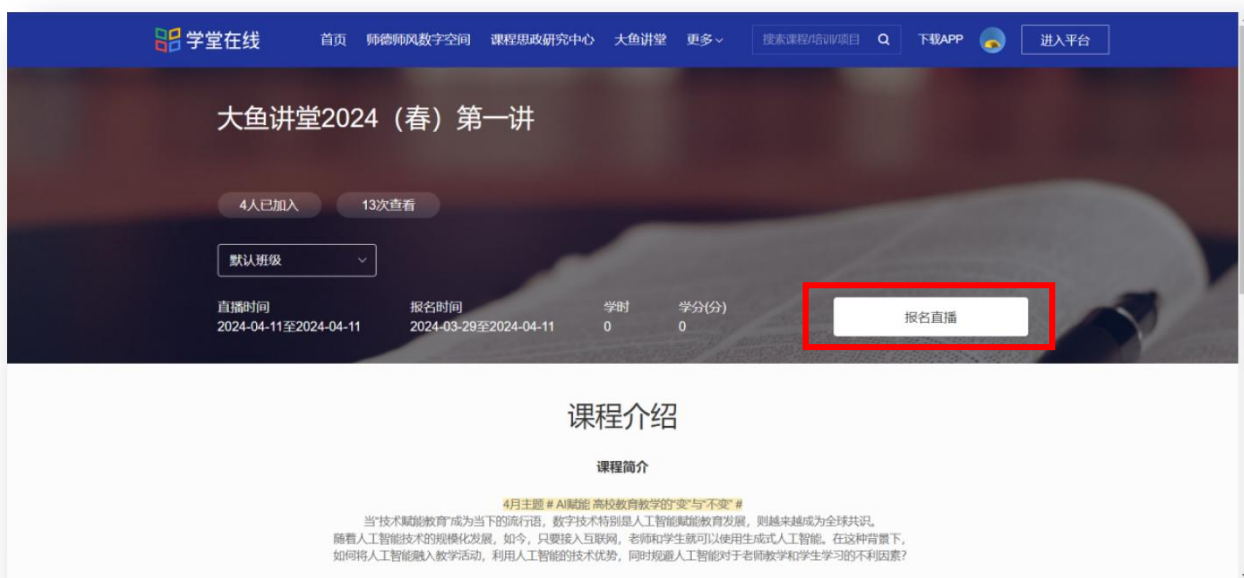 学堂在线 首页 师德师风数字空间 课程思政研究中心 大鱼讲堂 更多 搜索课程/培训/项目 下载APP 进入平台
大鱼讲堂2024（春）第一讲
4人已加入 13次查看
默认班级
直播时间 报名时间 学时 学分(分)
2024-04-11至2024-04-11 2024-03-29至2024-04-11 0 0
报名直播
课程介绍
课程简介
4月主题 # AI赋能 高校教育教学的“变”与“不变” #
当“技术赋能教育”成为当下的流行语，数字技术特别是人工智能赋能教育发展，则越来越成为全球共识。
随着人工智能技术的规模化发展，如今，只要接入互联网，老师和学生就可以使用生成式人工智能。在这种背景下，
如何将人工智能融入教学活动，利用人工智能的技术优势，同时规避人工智能对于老师教学和学生学习的不利因素？